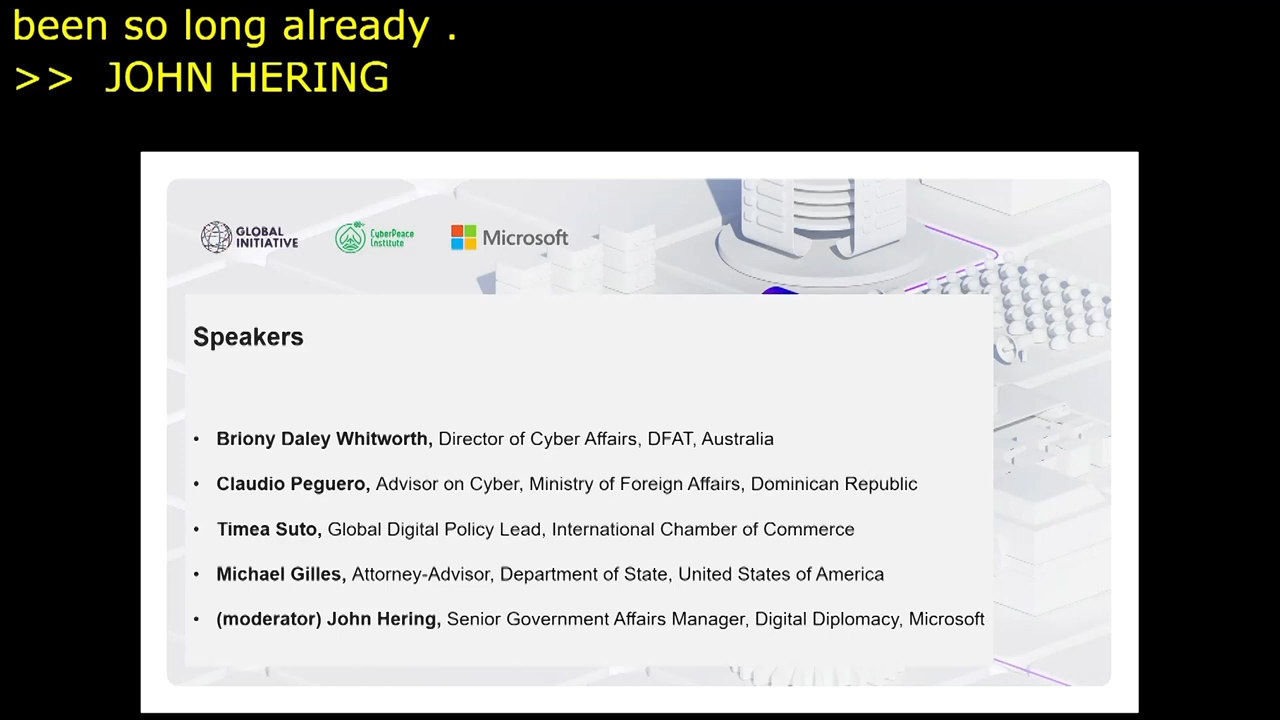 been so long already .
>> JOHN HERING
GLOBAL
INITIATIVE
CyberPeace
Institute
Microsoft
Speakers
• Briony Daley Whitworth, Director of Cyber Affairs, DFAT, Australia
• Claudio Peguero, Advisor on Cyber, Ministry of Foreign Affairs, Dominican Republic
• Timea Suto, Global Digital Policy Lead, International Chamber of Commerce
• Michael Gilles, Attorney-Advisor, Department of State, United States of America
• (moderator) John Hering, Senior Government Affairs Manager, Digital Diplomacy, Microsoft